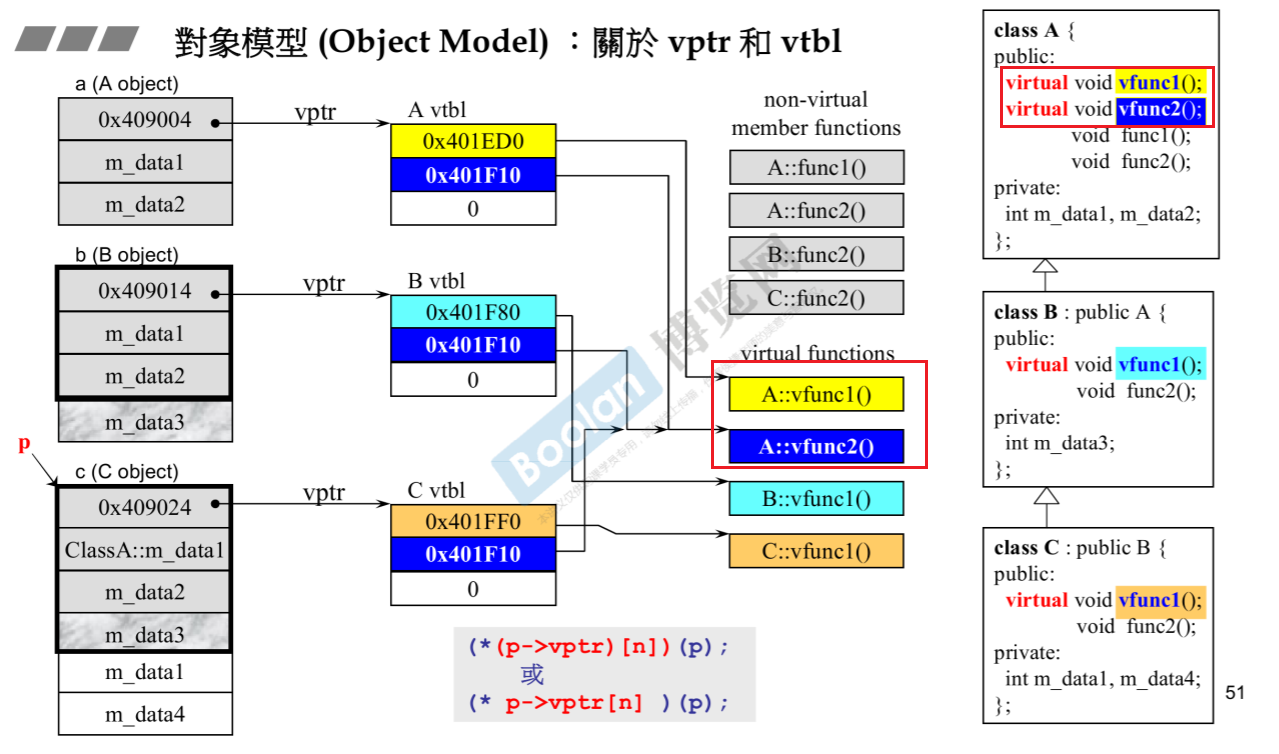 對象模型 (Object Model) ：關於 vptr 和 vtbl
a (A object)
0x409004
m_data1
m_data2
vptr
A vtbl
0x401ED0
0x401F10
0
b (B object)
0x409014
m_data1
m_data2
m_data3
vptr
B vtbl
0x401F80
0x401F10
0
p
c (C object)
0x409024
ClassA::m_data1
m_data2
m_data3
m_data1
m_data4
vptr
C vtbl
0x401FF0
0x401F10
0
non-virtual
member functions
A::func1()
A::func2()
B::func2()
C::func2()
virtual functions
A::vfunc1()
A::vfunc2()
B::vfunc1()
C::vfunc1()
(*(p->vptr)[n])(p);
或
(* p->vptr[n] )(p);
class A {
public:
virtual void vfunc1();
virtual void vfunc2();
void func1();
void func2();
private:
int m_data1, m_data2;
};
class B : public A {
public:
virtual void vfunc1();
void func2();
private:
int m_data3;
};
class C : public B {
public:
virtual void vfunc1();
void func2();
private:
int m_data1, m_data4;
};
51
Boolan 博览网